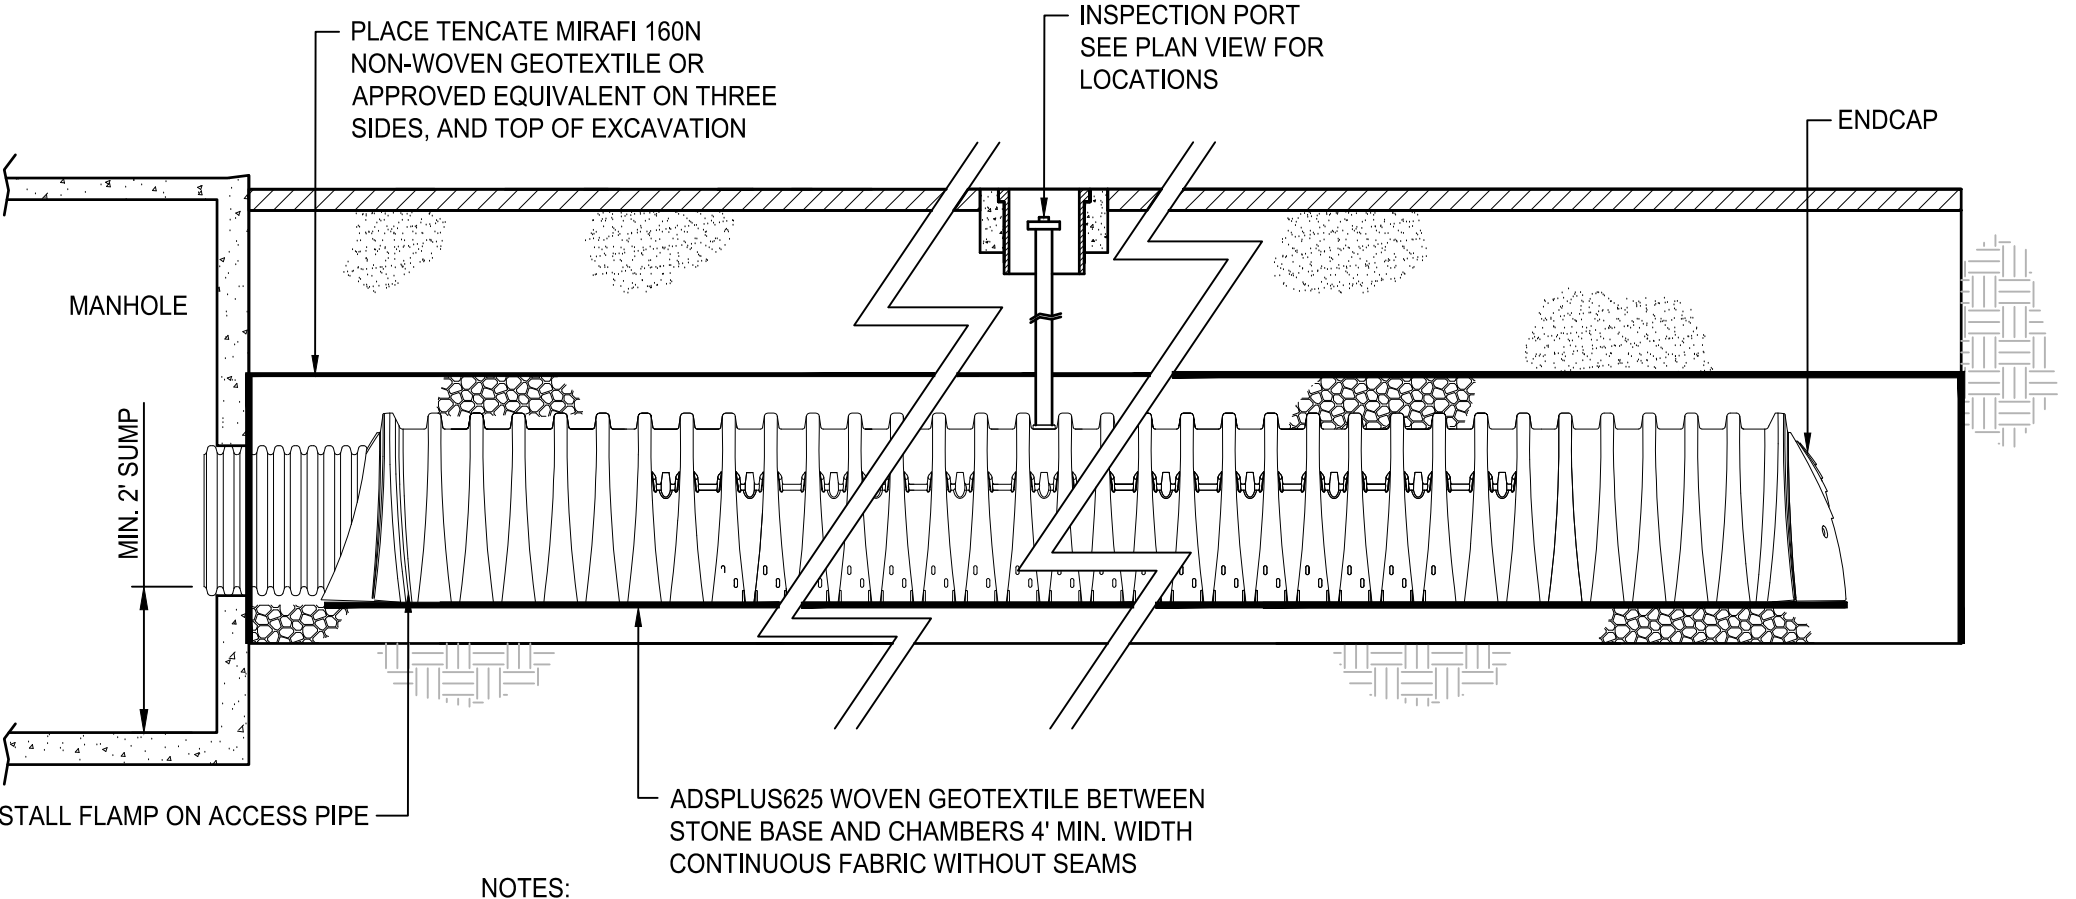 PLACE TENCATE MIRAFI 160N
NON-WOVEN GEOTEXTILE OR
APPROVED EQUIVALENT ON THREE
SIDES, AND TOP OF EXCAVATION
INSPECTION PORT
SEE PLAN VIEW FOR
LOCATIONS
ENDCAP
MANHOLE
MIN. 2' SUMP
STALL FLAMP ON ACCESS PIPE
ADSPLUS625 WOVEN GEOTEXTILE BETWEEN
STONE BASE AND CHAMBERS 4' MIN. WIDTH
CONTINUOUS FABRIC WITHOUT SEAMS
NOTES: